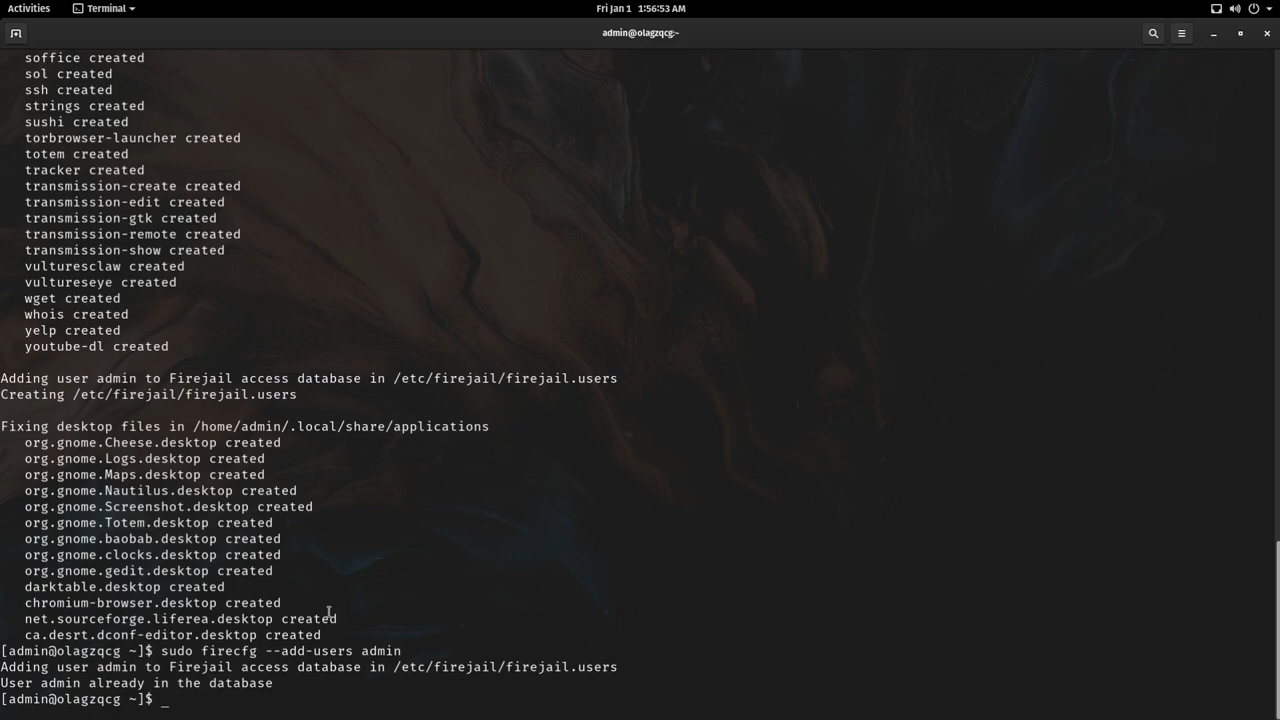 Activities Terminal Fri Jan 1 1:56:53 AM
admin@olagzqcg:~
soffice created
sol created
ssh created
strings created
sushi created
torbrowser-launcher created
totem created
tracker created
transmission-create created
transmission-edit created
transmission-gtk created
transmission-remote created
transmission-show created
vulturesclaw created
vultureseye created
wget created
whois created
yelp created
youtube-dl created
Adding user admin to Firejail access database in /etc/firejail/firejail.users
Creating /etc/firejail/firejail.users
Fixing desktop files in /home/admin/.local/share/applications
org.gnome.Cheese.desktop created
org.gnome.Logs.desktop created
org.gnome.Maps.desktop created
org.gnome.Nautilus.desktop created
org.gnome.Screenshot.desktop created
org.gnome.Totem.desktop created
org.gnome.baobab.desktop created
org.gnome.clocks.desktop created
org.gnome.gedit.desktop created
darktable.desktop created
chromium-browser.desktop created
net.sourceforge.liferea.desktop created
ca.desrt.dconf-editor.desktop created
[admin@olagzqcg ~]$ sudo firecfg --add-users admin
Adding user admin to Firejail access database in /etc/firejail/firejail.users
User admin already in the database
[admin@olagzqcg ~]$ _